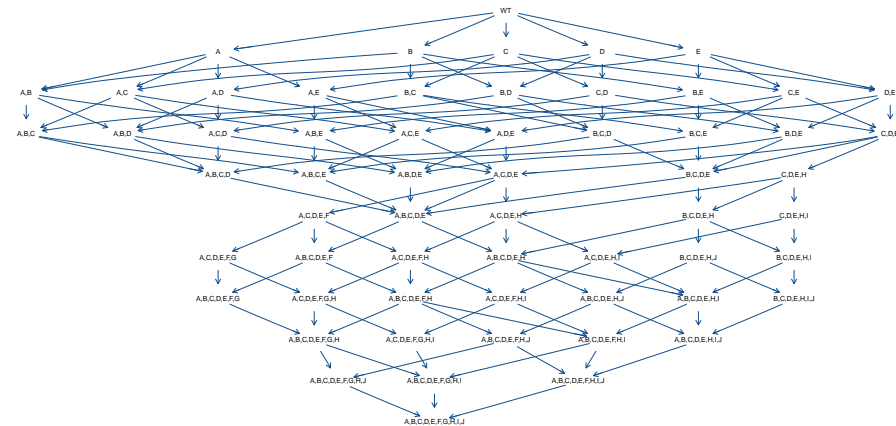 WT
A B C D E
A,B A,C A,D A,E B,C B,D C,D B,E C,E D,E
A,B,C A,B,D A,C,D A,B,E A,C,E A,D,E B,C,D B,C,E B,D,E
A,B,C,D A,B,C,E A,B,D,E A,C,D,E B,C,D,E C,D,E,H
A,C,D,E,F A,B,C,D,E A,C,D,E,H B,C,D,E,H C,D,E,H,I
A,C,D,E,F,G A,B,C,D,E,F A,C,D,E,F,H A,B,C,D,E,H A,C,D,E,H,I B,C,D,E,H,J B,C,D,E,H,I
A,B,C,D,E,F,G A,C,D,E,F,G,H A,B,C,D,E,F,H A,C,D,E,F,H,I A,B,C,D,E,H,J A,B,C,D,E,H,I B,C,D,E,H,I,J
A,B,C,D,E,F,G,H A,C,D,E,F,G,H,I A,B,C,D,E,F,H,J A,B,C,D,E,F,H,I A,B,C,D,E,H,I,J
A,B,C,D,E,F,G,H,J A,B,C,D,E,F,G,H,I A,B,C,D,E,F,H,I,J
A,B,C,D,E,F,G,H,I,J